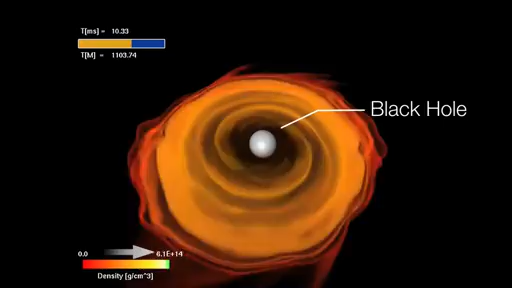 T[ms] = 10.33
T[M] = 1103.74
Black Hole
0.0 6.1E+14
Density [g/cm^3]